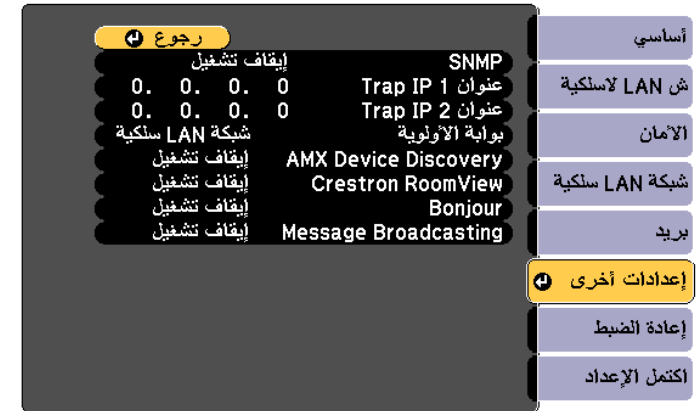 أساسي
ش LAN لاسلكية
الأمان
شبكة LAN سلكية
بريد
إعدادات أخرى
إعادة الضبط
اكتمل الإعداد
رجوع
SNMP إيقاف تشغيل
عنوان Trap IP 1 0. 0. 0. 0
عنوان Trap IP 2 0. 0. 0. 0
بوابة الأولوية شبكة LAN سلكية
AMX Device Discovery إيقاف تشغيل
Crestron RoomView إيقاف تشغيل
Bonjour إيقاف تشغيل
Message Broadcasting إيقاف تشغيل